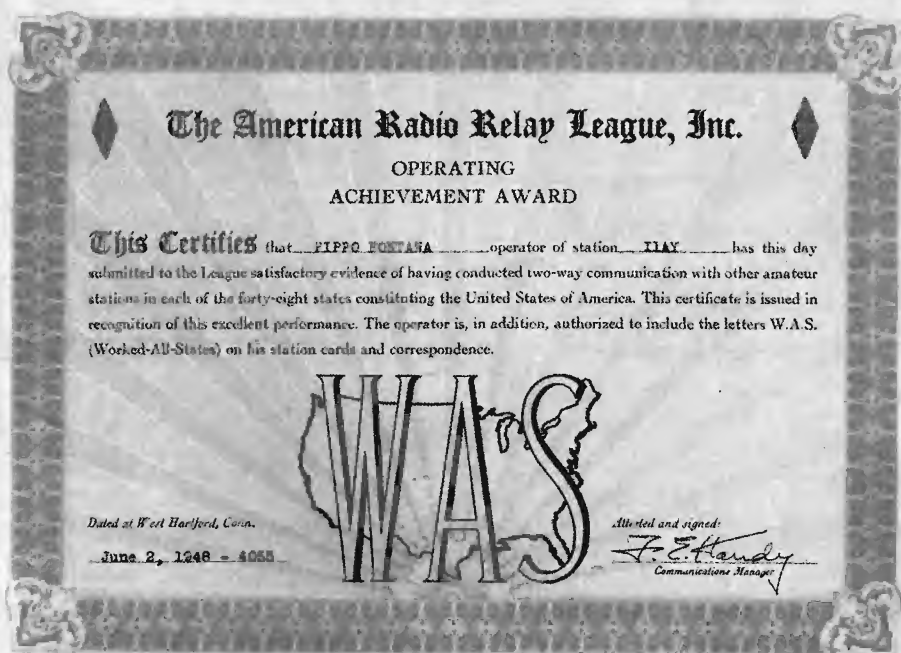 The American Radio Relay League, Inc.
OPERATING
ACHIEVEMENT AWARD
This Certifies that PIPPO FONTANA operator of station I1AY has this day
submitted to the League satisfactory evidence of having conducted two-way communication with other amateur
stations in each of the forty-eight states constituting the United States of America. This certificate is issued in
recognition of this excellent performance. The operator is, in addition, authorized to include the letters W.A.S.
(Worked-All-States) on his station cards and correspondence.
WAS
Dated at West Hartford, Conn.
June 2, 1948 - 4055
Attested and signed:
F. E. Handy
Communications Manager